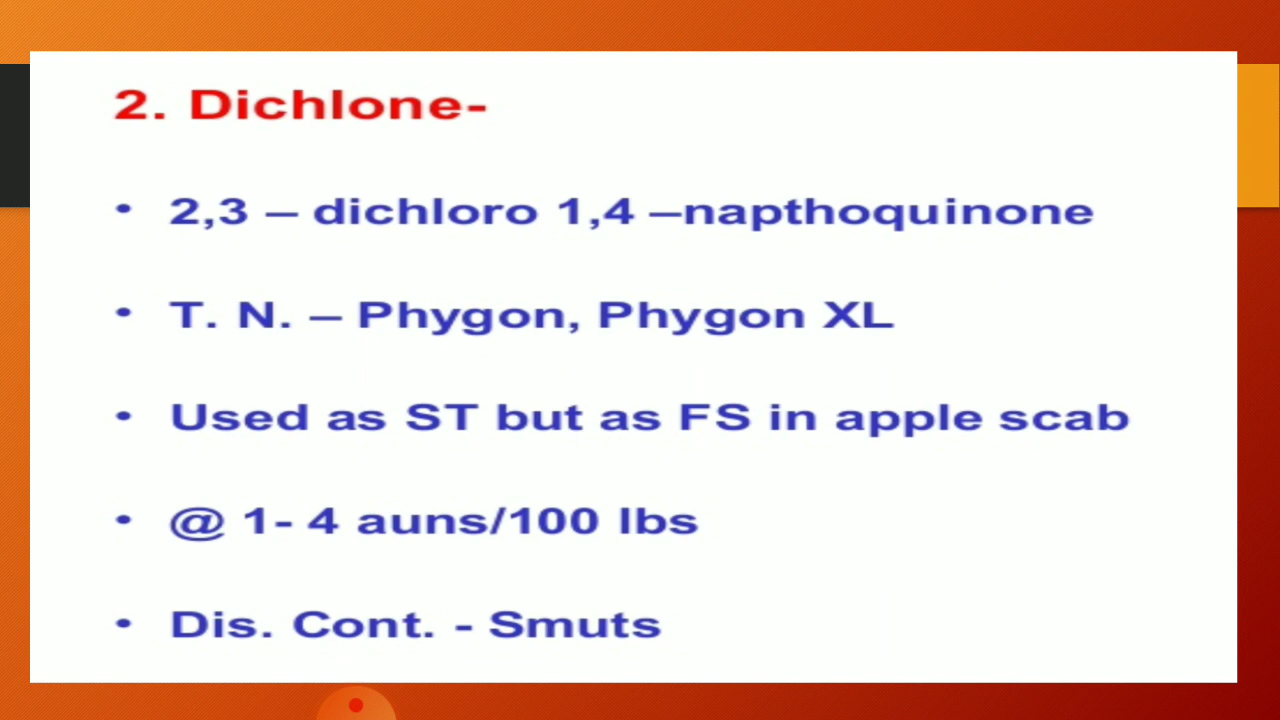 2. Dichlone-
• 2,3 – dichloro 1,4 –napthoquinone
• T. N. – Phygon, Phygon XL
• Used as ST but as FS in apple scab
• @ 1- 4 auns/100 lbs
• Dis. Cont. - Smuts